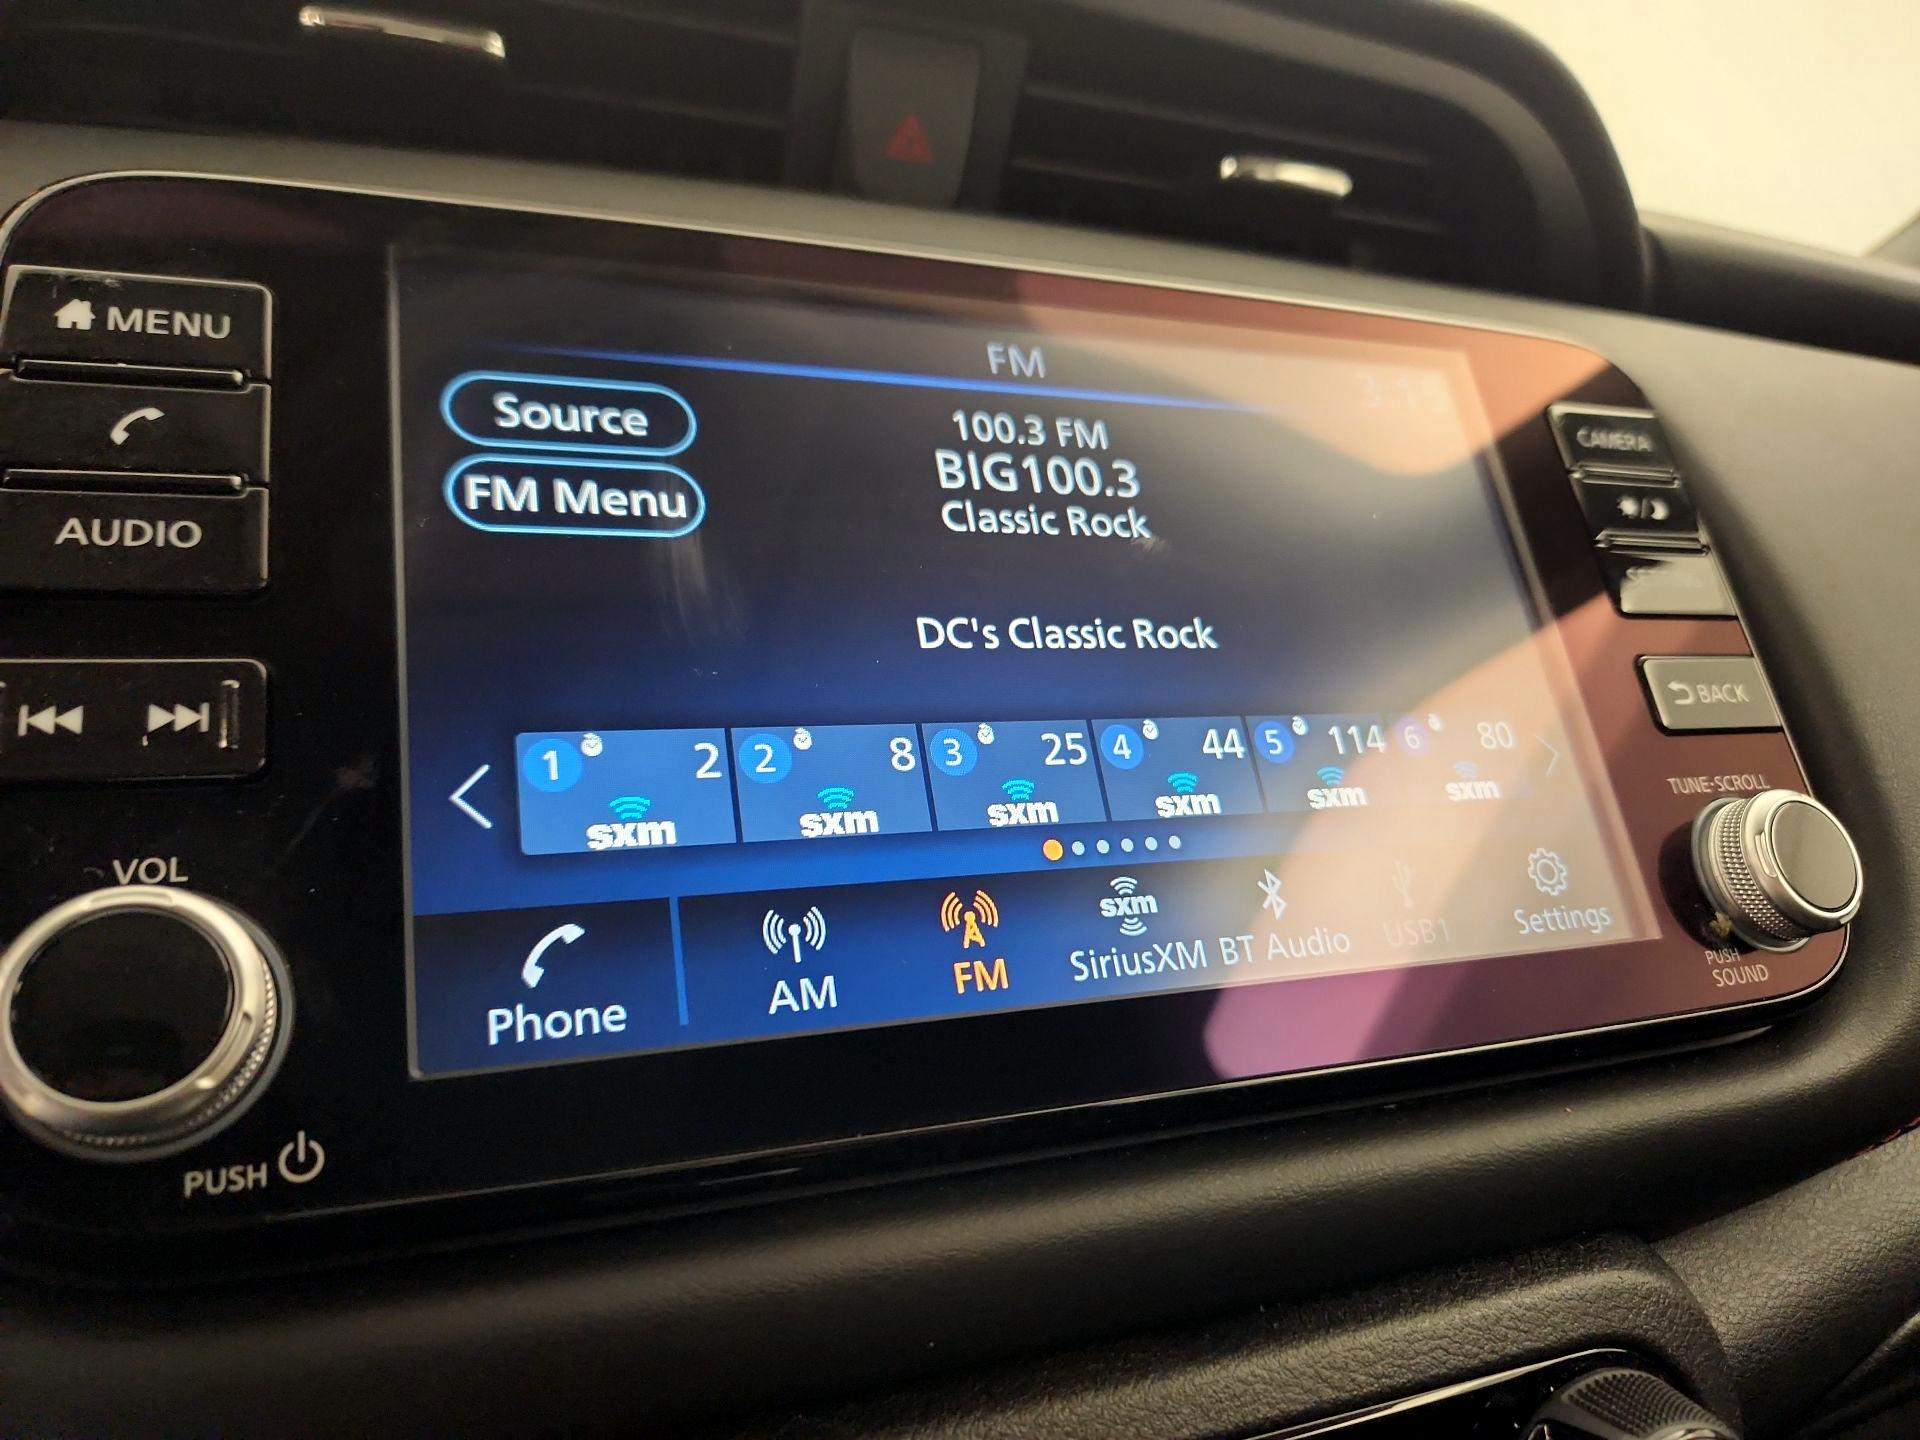 MENU
AUDIO
VOL
PUSH
FM
Source
FM Menu
100.3 FM
BIG100.3
Classic Rock
DC's Classic Rock
1 2 sxm
2 8 sxm
3 25 sxm
4 44 sxm
5 114 sxm
6 80 sxm
Phone
AM
FM
sxm
SiriusXM
BT Audio
USB1
Settings
CAMERA
BACK
TUNE·SCROLL
PUSH
SOUND